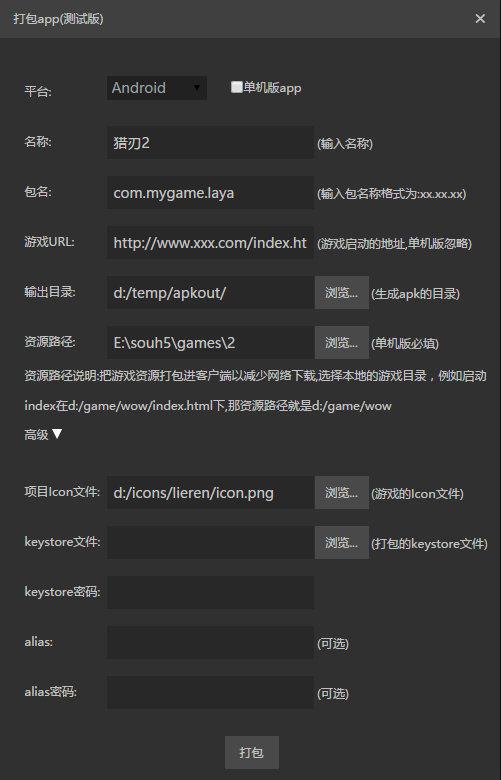 打包app(测试版) ✕
平台: Android ▼ 单机版app
名称: 猎刃2 (输入名称)
包名: com.mygame.laya (输入包名称格式为:xx.xx.xx)
游戏URL: http://www.xxx.com/index.ht (游戏启动的地址,单机版忽略)
输出目录: d:/temp/apkout/ 浏览... (生成apk的目录)
资源路径: E:\souh5\games\2 浏览... (单机版必填)
资源路径说明:把游戏资源打包进客户端以减少网络下载,选择本地的游戏目录，例如启动
index在d:/game/wow/index.html下,那资源路径就是d:/game/wow
高级 ▼
项目Icon文件: d:/icons/lieren/icon.png 浏览... (游戏的Icon文件)
keystore文件: 浏览... (打包的keystore文件)
keystore密码:
alias: (可选)
alias密码: (可选)
打包